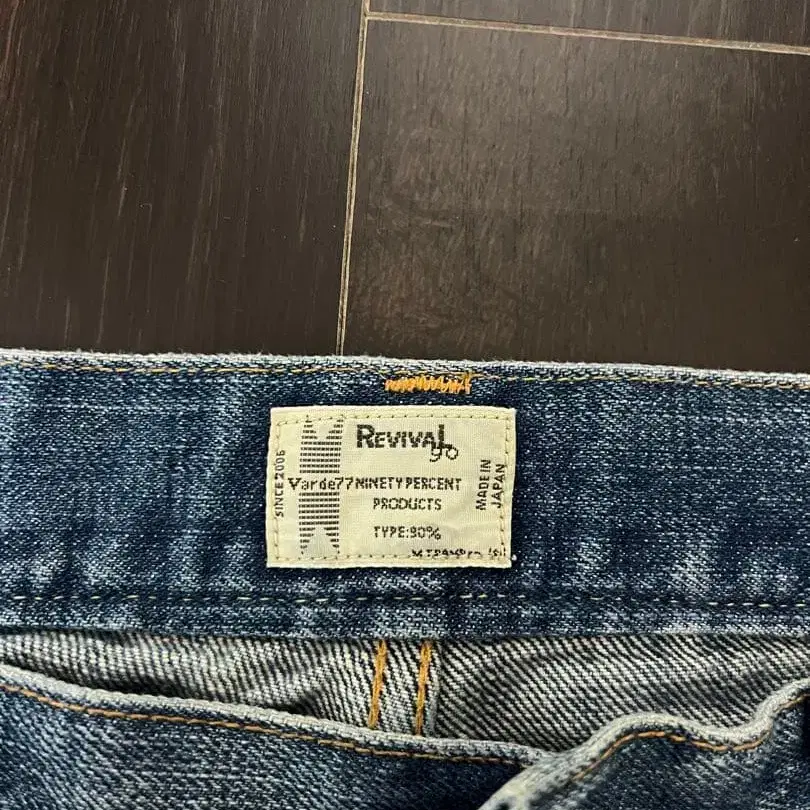 REVIVAL
90
SINCE 2006
Varde77 NINETY PERCENT
PRODUCTS
MADE IN
JAPAN
TYPE:90%